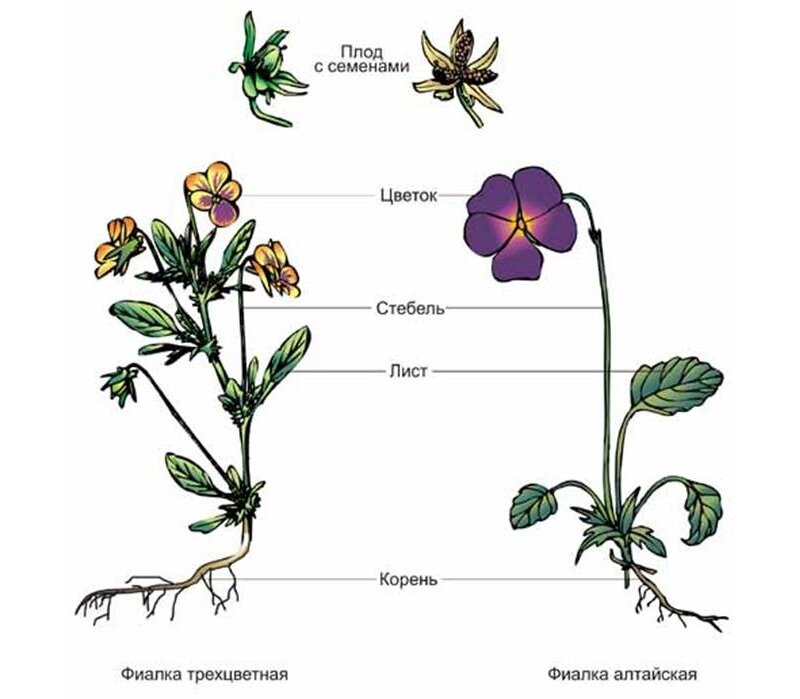 Плод
с семенами
Цветок
Стебель
Лист
Корень
Фиалка трехцветная
Фиалка алтайская